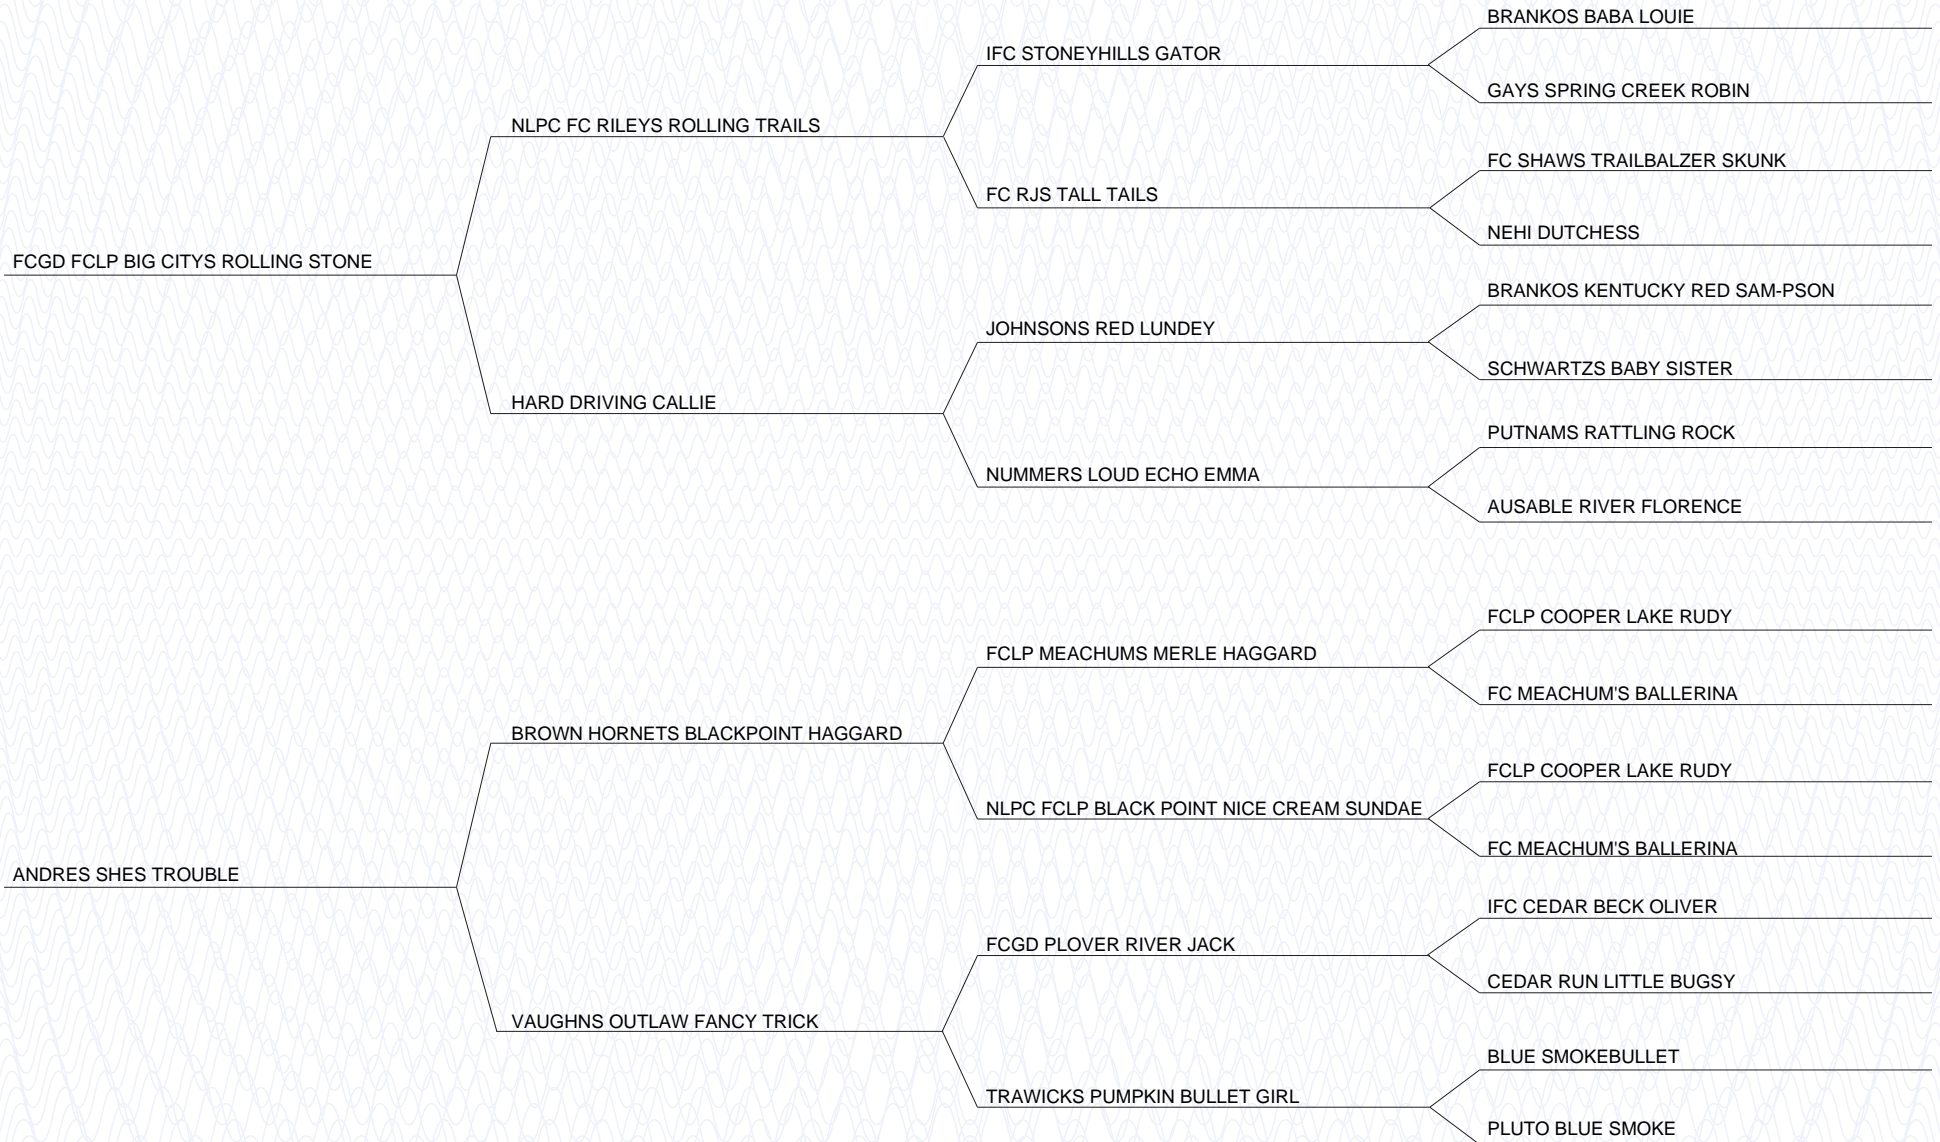 BRANKOS BABA LOUIE
IFC STONEYHILLS GATOR
GAYS SPRING CREEK ROBIN
NLPC FC RILEYS ROLLING TRAILS
FC SHAWS TRAILBALZER SKUNK
FC RJS TALL TAILS
NEHI DUTCHESS
FCGD FCLP BIG CITYS ROLLING STONE
BRANKOS KENTUCKY RED SAM-PSON
JOHNSONS RED LUNDEY
SCHWARTZS BABY SISTER
HARD DRIVING CALLIE
PUTNAMS RATTLING ROCK
NUMMERS LOUD ECHO EMMA
AUSABLE RIVER FLORENCE
FCLP COOPER LAKE RUDY
FCLP MEACHUMS MERLE HAGGARD
FC MEACHUM'S BALLERINA
BROWN HORNETS BLACKPOINT HAGGARD
FCLP COOPER LAKE RUDY
NLPC FCLP BLACK POINT NICE CREAM SUNDAE
FC MEACHUM'S BALLERINA
ANDRES SHES TROUBLE
IFC CEDAR BECK OLIVER
FCGD PLOVER RIVER JACK
CEDAR RUN LITTLE BUGSY
VAUGHNS OUTLAW FANCY TRICK
BLUE SMOKEBULLET
TRAWICKS PUMPKIN BULLET GIRL
PLUTO BLUE SMOKE